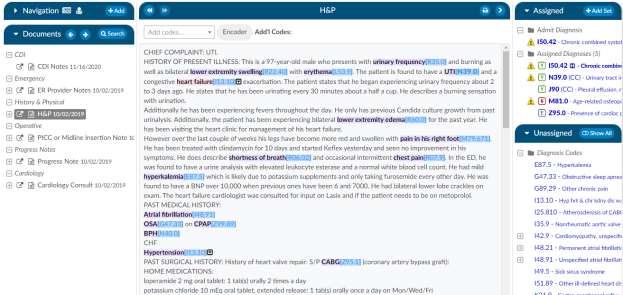 Navigation
+Add
Documents
Search
CDI
CDI Notes 11/16/2020
Emergency
ER Provider Notes 10/02/2019
History & Physical
H&P 10/02/2019
Operative
PICC or Midline Insertion Note 10
Progress Notes
Progress Note 10/02/2019
Cardiology
Cardiology Consult 10/02/2019
H&P
Add codes...
Encoder
Add'l Codes:
CHIEF COMPLAINT: UTI.
HISTORY OF PRESENT ILLNESS: This is a 97-year-old male who presents with urinary frequency[R35.0] and burning as
well as bilateral lower extremity swelling[R22.40] with erythema[L53.9]. The patient is found to have a UTI[N39.0] and a
congestive heart failure[I13.10] exacerbation. The patient states that he began experiencing urinary frequency about 2
to 3 days ago. He states that he has been urinating every 30 minutes about a half a cup. He describes a burning sensation
with urination.
Additionally he has been experiencing fevers throughout the day. He only has previous Candida culture growth from past
urinalysis. Additionally, the patient has been experiencing bilateral lower extremity edema[R60.0] for the past year. He
has been visiting the heart clinic for management of his heart failure.
However over the last couple of weeks his legs have become more red and swollen with pain in his right foot[M79.671].
He has been treated with clindamycin for 10 days and started Keflex yesterday and seen no improvement in his
symptoms. He does describe shortness of breath[R06.02] and occasional intermittent chest pain[R07.9]. In the ED, he
was found to have a urine analysis with elevated leukocyte esterase and a normal white blood cell count. He had mild
hyperkalemia[E87.5] which is likely due to potassium supplements and only taking furosemide every other day. He was
found to have a BNP over 10,000 when previous ones have been 6 and 7000. He had bilateral lower lobe crackles on
exam. The heart failure cardiologist was consulted for input on Lasix and if the patient needs to be on metoprolol.
PAST MEDICAL HISTORY:
Atrial fibrillation[I48.91]
OSA[G47.33] on CPAP[Z99.89]
BPH[N40.0]
CHF
Hypertension[I13.10]
PAST SURGICAL HISTORY: History of heart valve repair. S/P CABG[Z95.1] (coronary artery bypass graft):
HOME MEDICATIONS:
loperamide 2 mg oral tablet: 1 tab(s) orally 2 times a day
potassium chloride 10 mEq oral tablet, extended release: 1 tab(s) orally once a day on Mon/Wed/Fri
Assigned
+Add Set
Admit Diagnosis
I50.42 - Chronic combined systol
Assigned Diagnoses (5)
I50.42 - Chronic combin
N39.0 (CC) - Urinary tract in
J90 (CC) - Pleural effusion, n
M81.0 - Age-related osteopo
Z95.0 - Presence of cardiac p
Unassigned
Show All
Diagnosis Codes
E87.5 - Hyperkalemia
G47.33 - Obstructive sleep apnea
G89.29 - Other chronic pain
I13.10 - Hyp hrt & chr kdny dis w
I25.810 - Atherosclerosis of CABG
I35.9 - Nonrheumatic aortic valve
I42.9 - Cardiomyopathy, unspecifi
I48.21 - Permanent atrial fibrillati
I48.91 - Unspecified atrial fibrillati
I49.5 - Sick sinus syndrome
I51.89 - Other ill-defined heart dis